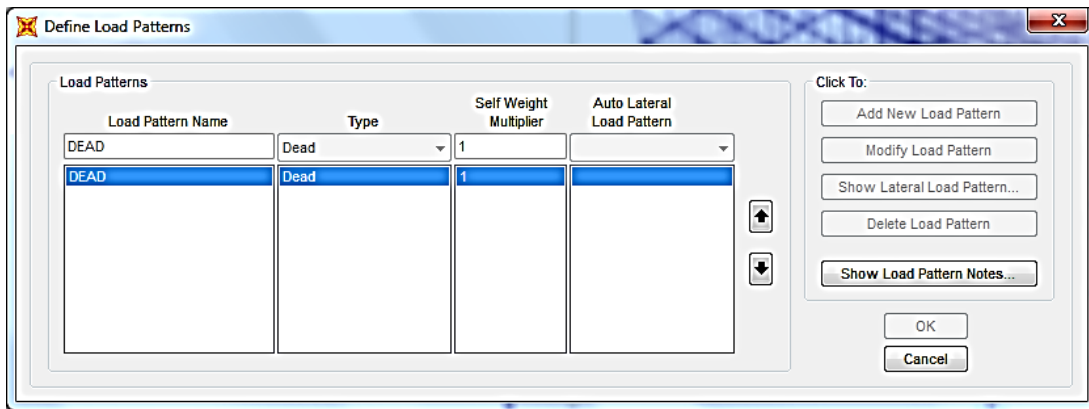 Define Load Patterns
Load Patterns
Load Pattern Name
Type
Self Weight
Multiplier
Auto Lateral
Load Pattern
DEAD
Dead
1
DEAD
Dead
1
Click To:
Add New Load Pattern
Modify Load Pattern
Show Lateral Load Pattern...
Delete Load Pattern
Show Load Pattern Notes...
OK
Cancel